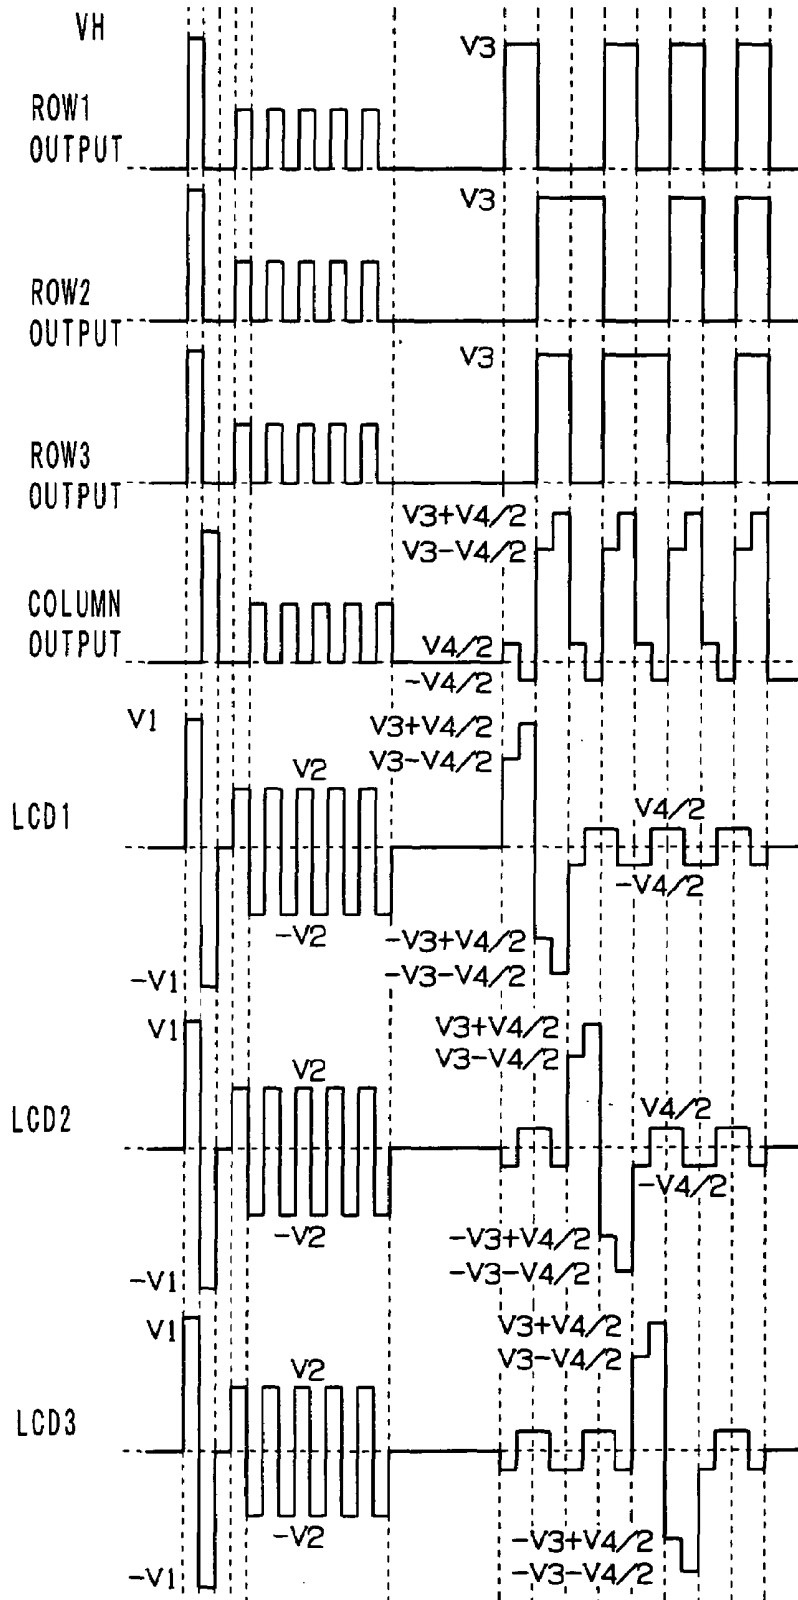 VH
V3
ROW1
OUTPUT
V3
ROW2
OUTPUT
V3
ROW3
OUTPUT
V3+V4/2
V3-V4/2
COLUMN
OUTPUT
V4/2
-V4/2
V1
V3+V4/2
V3-V4/2
V2
LCD1
V4/2
-V4/2
-V2
-V3+V4/2
-V3-V4/2
-V1
V1
V3+V4/2
V3-V4/2
V2
LCD2
V4/2
-V4/2
-V2
-V3+V4/2
-V3-V4/2
-V1
V1
V3+V4/2
V3-V4/2
V2
LCD3
-V2
-V3+V4/2
-V3-V4/2
-V1